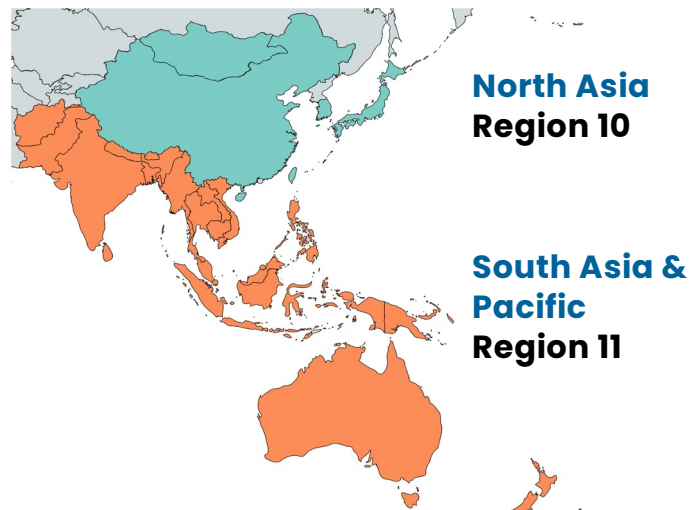 North Asia
Region 10
South Asia &
Pacific
Region 11